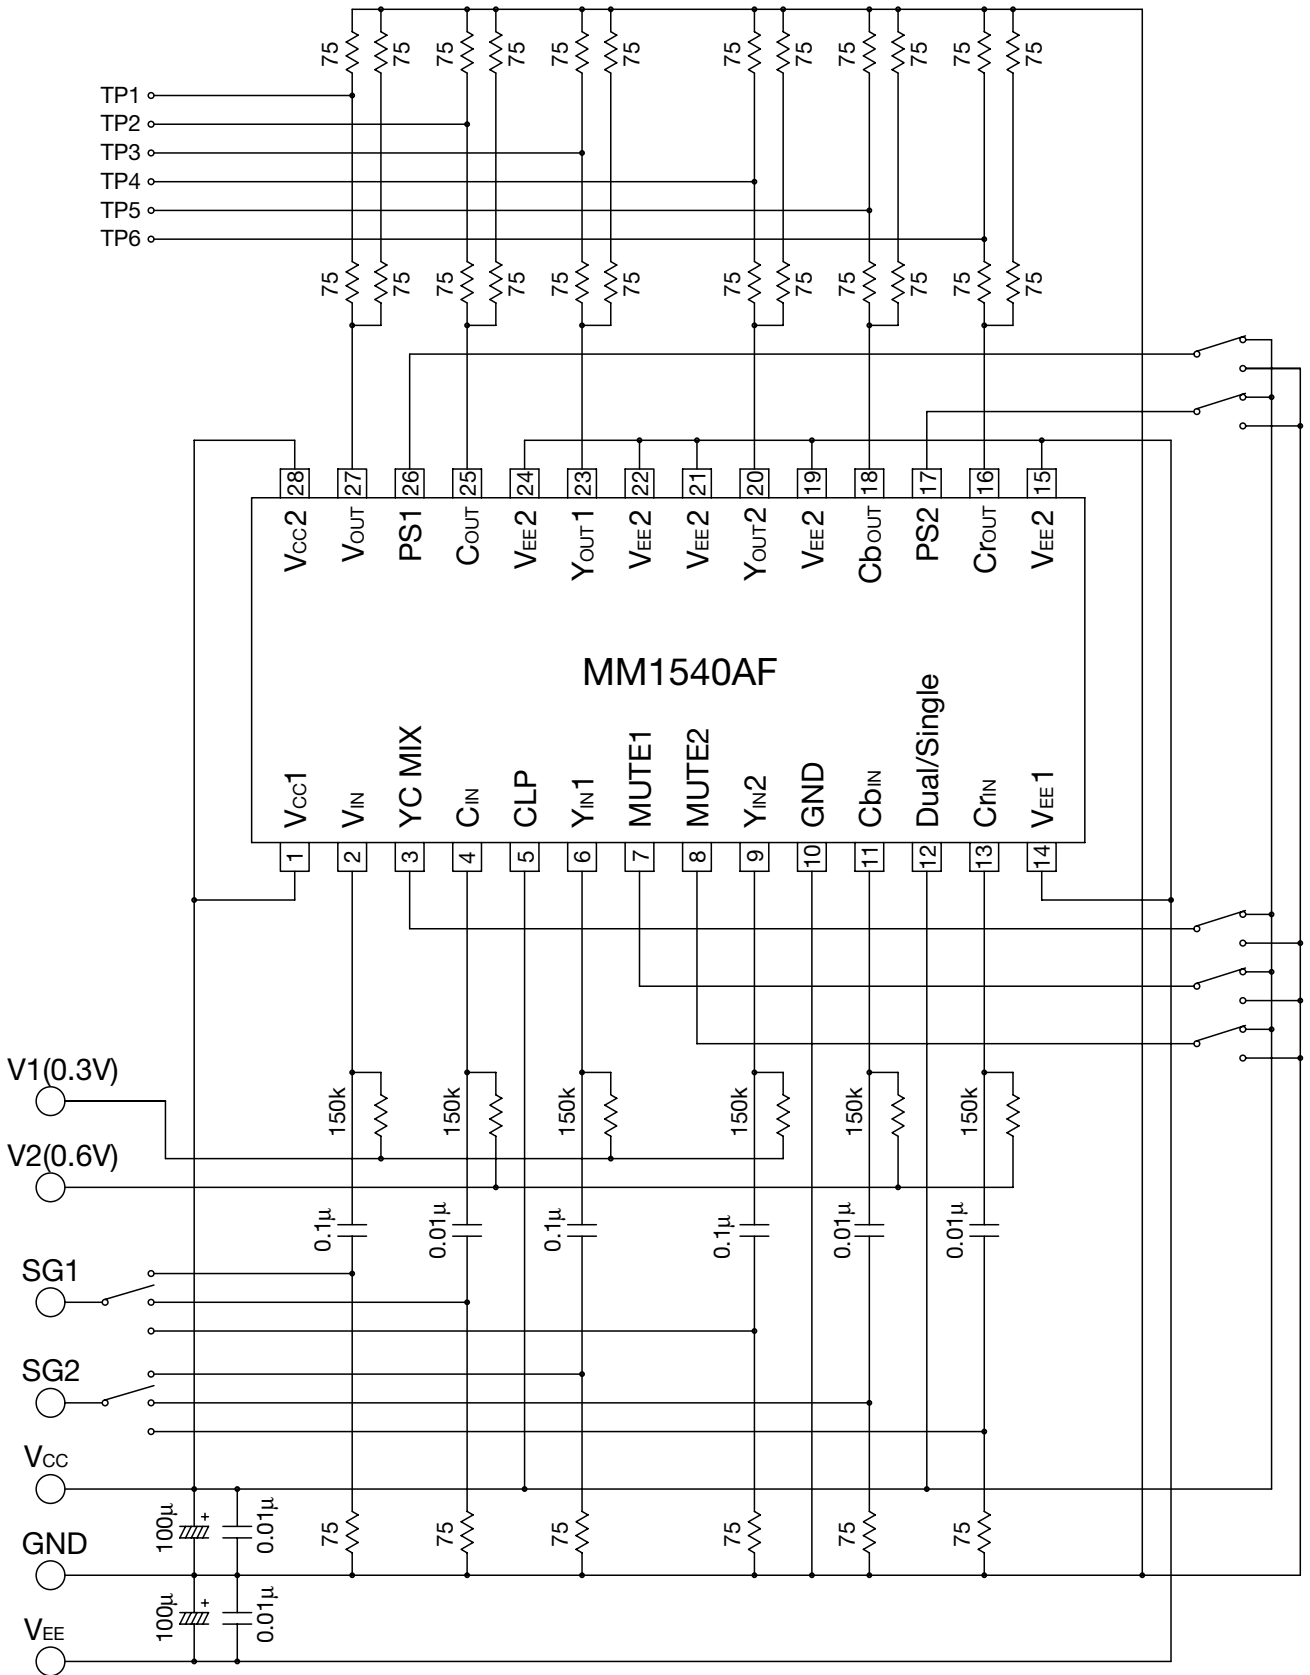 75 75 75 75 75 75 75 75 75 75 75 75
TP1
TP2
TP3
TP4
TP5
TP6
75 75 75 75 75 75 75 75 75 75 75 75
28 27 26 25 24 23 22 21 20 19 18 17 16 15
VCC2 VOUT PS1 COUT VEE2 YOUT1 VEE2 VEE2 YOUT2 VEE2 CbOUT PS2 CrOUT VEE2
MM1540AF
VCC1 VIN YC MIX CIN CLP YIN1 MUTE1 MUTE2 YIN2 GND CbIN Dual/Single CrIN VEE1
1 2 3 4 5 6 7 8 9 10 11 12 13 14
V1(0.3V)
150k 150k 150k 150k 150k 150k
V2(0.6V)
0.1µ 0.01µ 0.1µ 0.1µ 0.01µ 0.01µ
SG1
SG2
VCC
100µ + 0.01µ 75 75 75 75 75 75
GND
100µ + 0.01µ
VEE